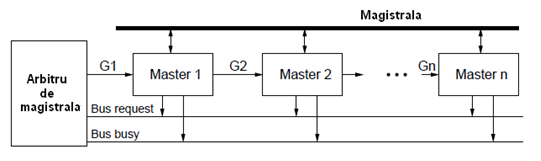 Magistrala
Arbitru
de
magistrala
G1
Master 1
G2
Master 2
Gn
Master n
Bus request
Bus busy